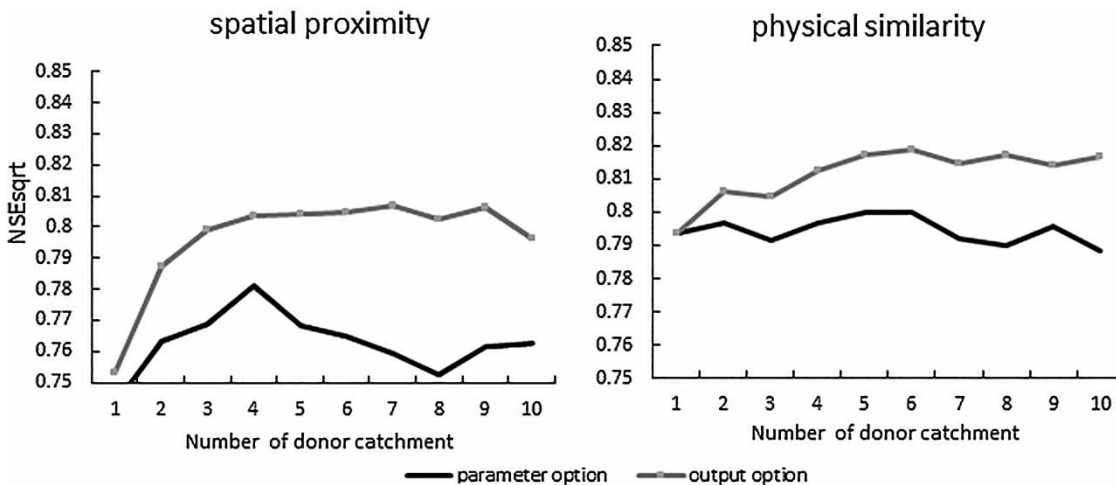 spatial proximity
NSEsqrt
0.85
0.84
0.83
0.82
0.81
0.8
0.79
0.78
0.77
0.76
0.75
1 2 3 4 5 6 7 8 9 10
Number of donor catchment
physical similarity
0.85
0.84
0.83
0.82
0.81
0.8
0.79
0.78
0.77
0.76
0.75
1 2 3 4 5 6 7 8 9 10
Number of donor catchment
parameter option
output option